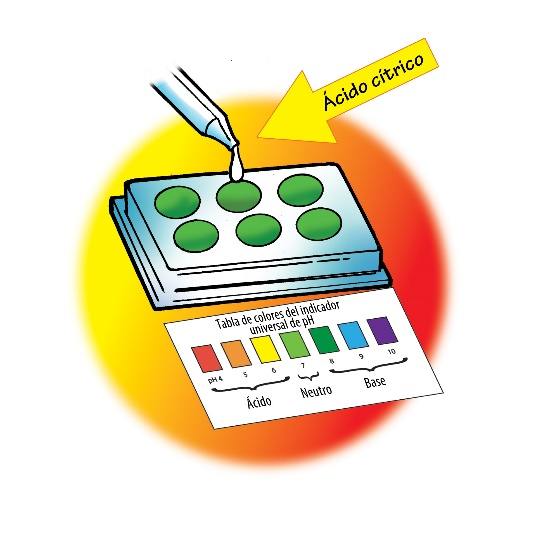 Ácido cítrico
Tabla de colores del indicador
universal de pH
pH 4 5 6 7 8 9 10
Ácido Neutro Base